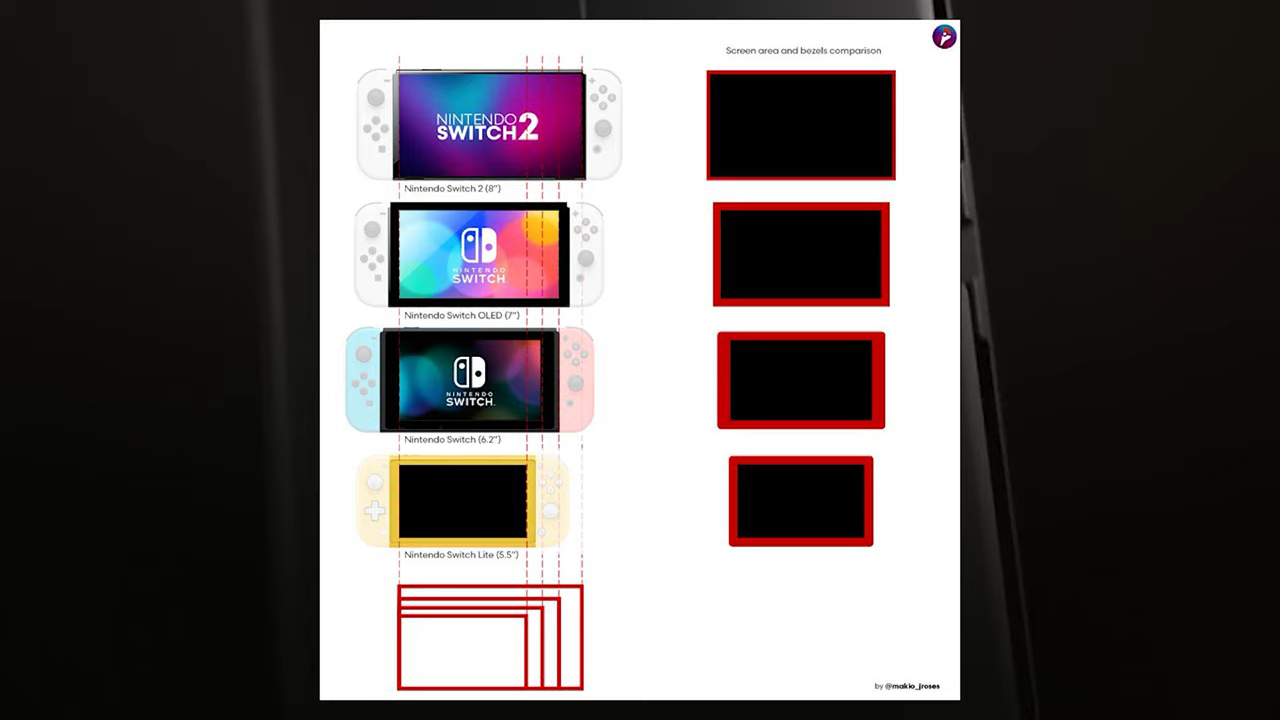 Screen area and bezels comparison
NINTENDO
SWITCH 2
Nintendo Switch 2 (8")
NINTENDO
SWITCH
Nintendo Switch OLED (7")
NINTENDO
SWITCH.
Nintendo Switch (6.2")
Nintendo Switch Lite (5.5")
by @makio_jroses